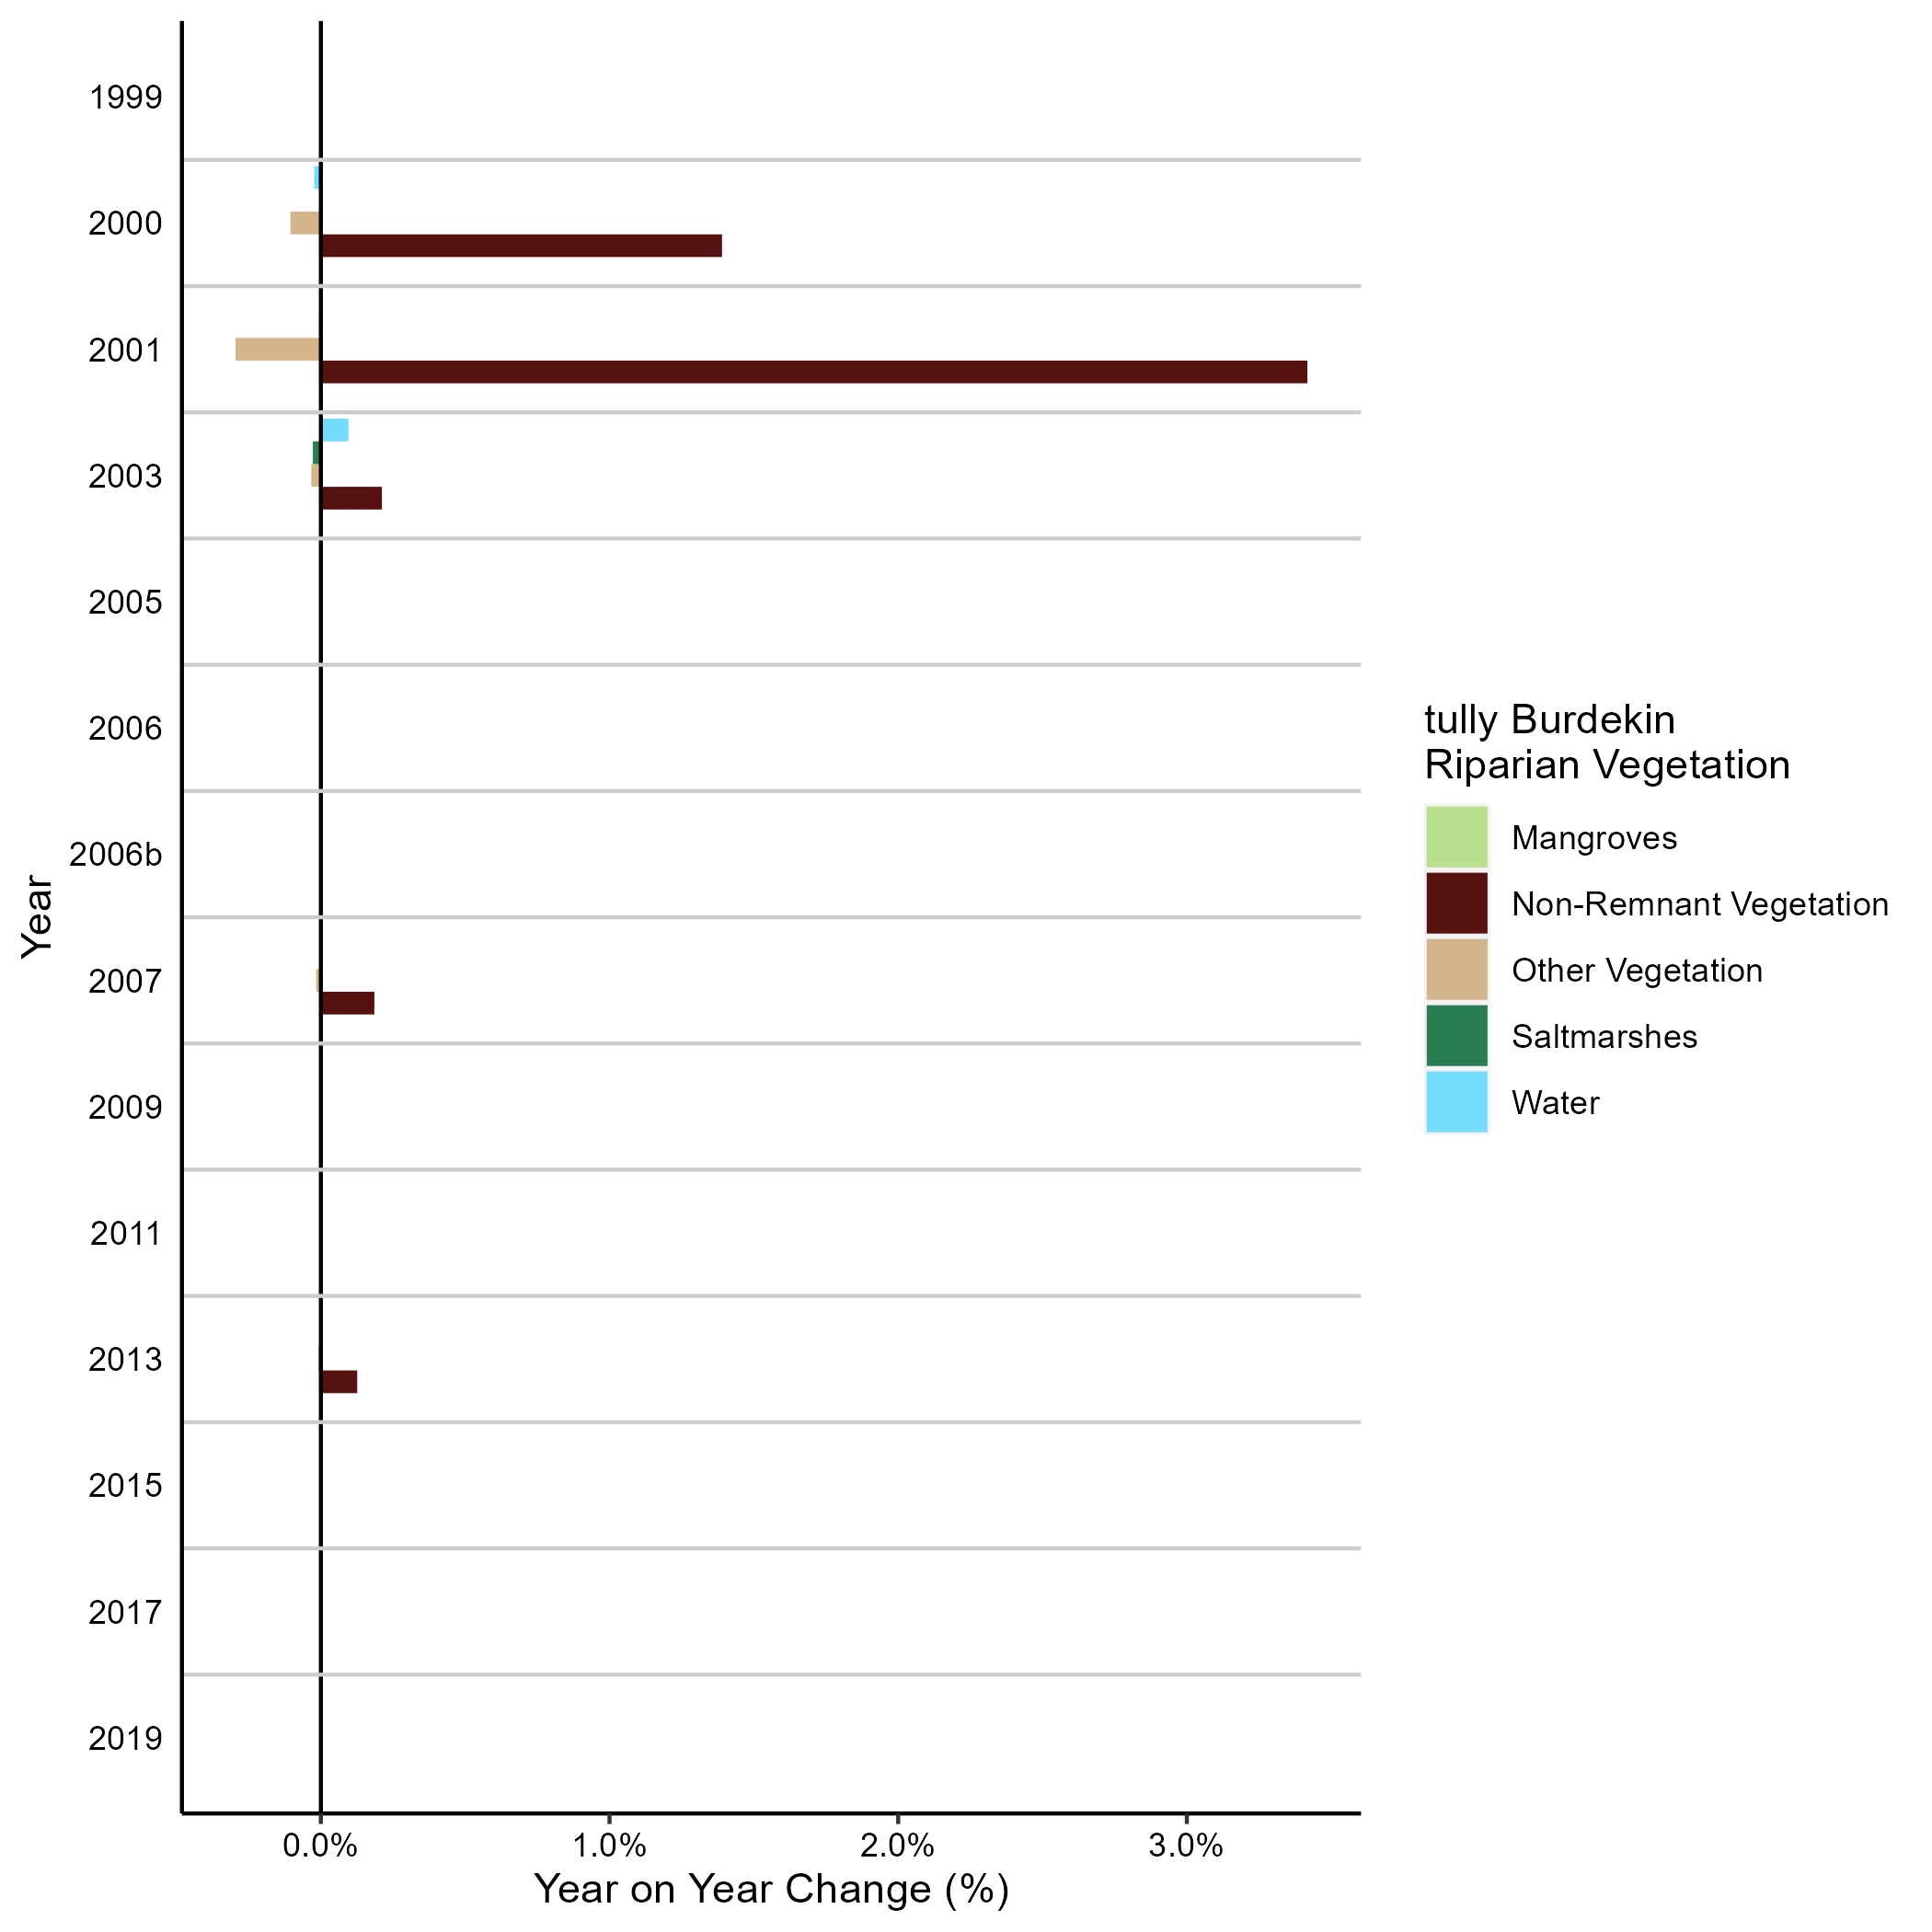 1999
2000
2001
2003
2005
2006
2006b
2007
2009
2011
2013
2015
2017
2019
Year
0.0%
1.0%
2.0%
3.0%
Year on Year Change (%)
tully Burdekin
Riparian Vegetation
Mangroves
Non-Remnant Vegetation
Other Vegetation
Saltmarshes
Water